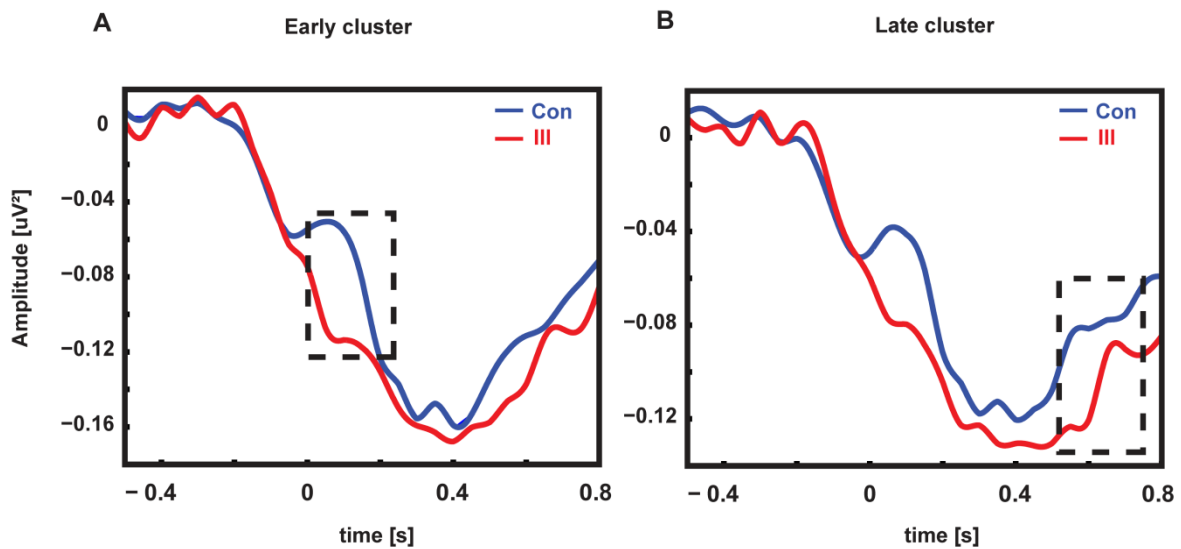 A
Early cluster
B
Late cluster
Con
III
Con
III
Amplitude [uV²]
0
−0.04
−0.08
−0.12
−0.16
− 0.4
0
0.4
0.8
time [s]
0
−0.04
−0.08
−0.12
− 0.4
0
0.4
0.8
time [s]